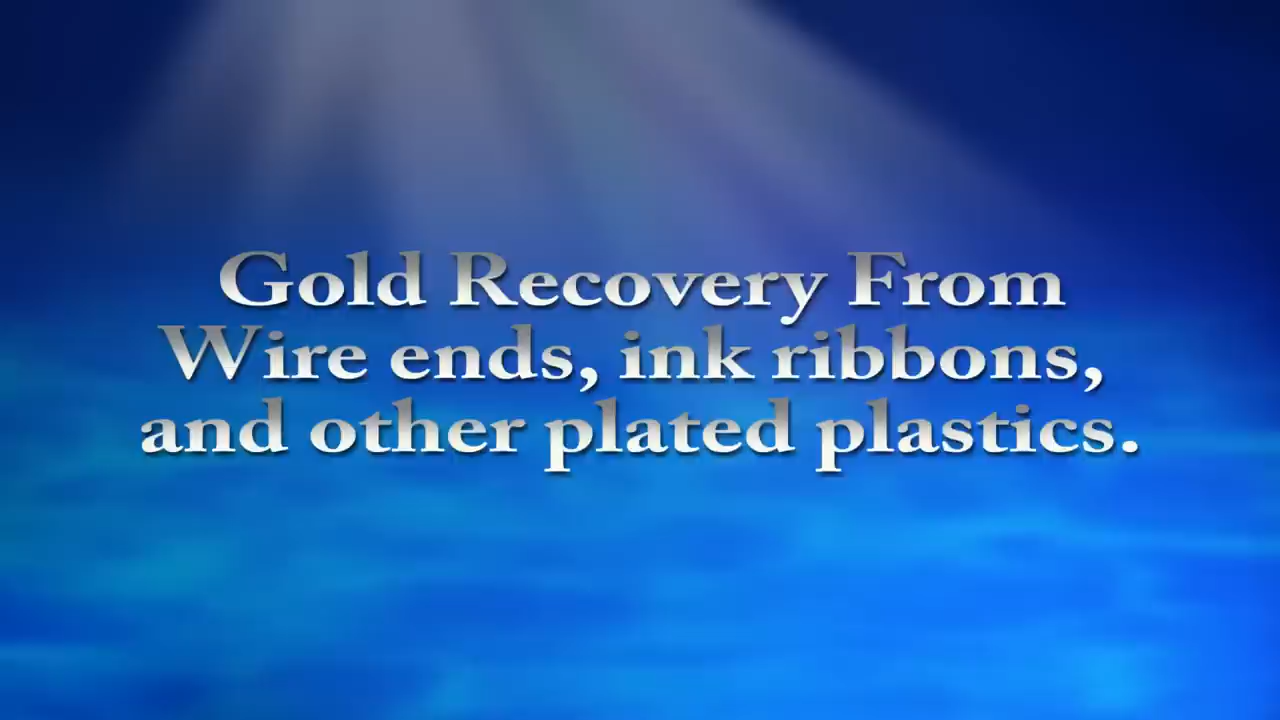 Gold Recovery From
Wire ends, ink ribbons,
and other plated plastics.